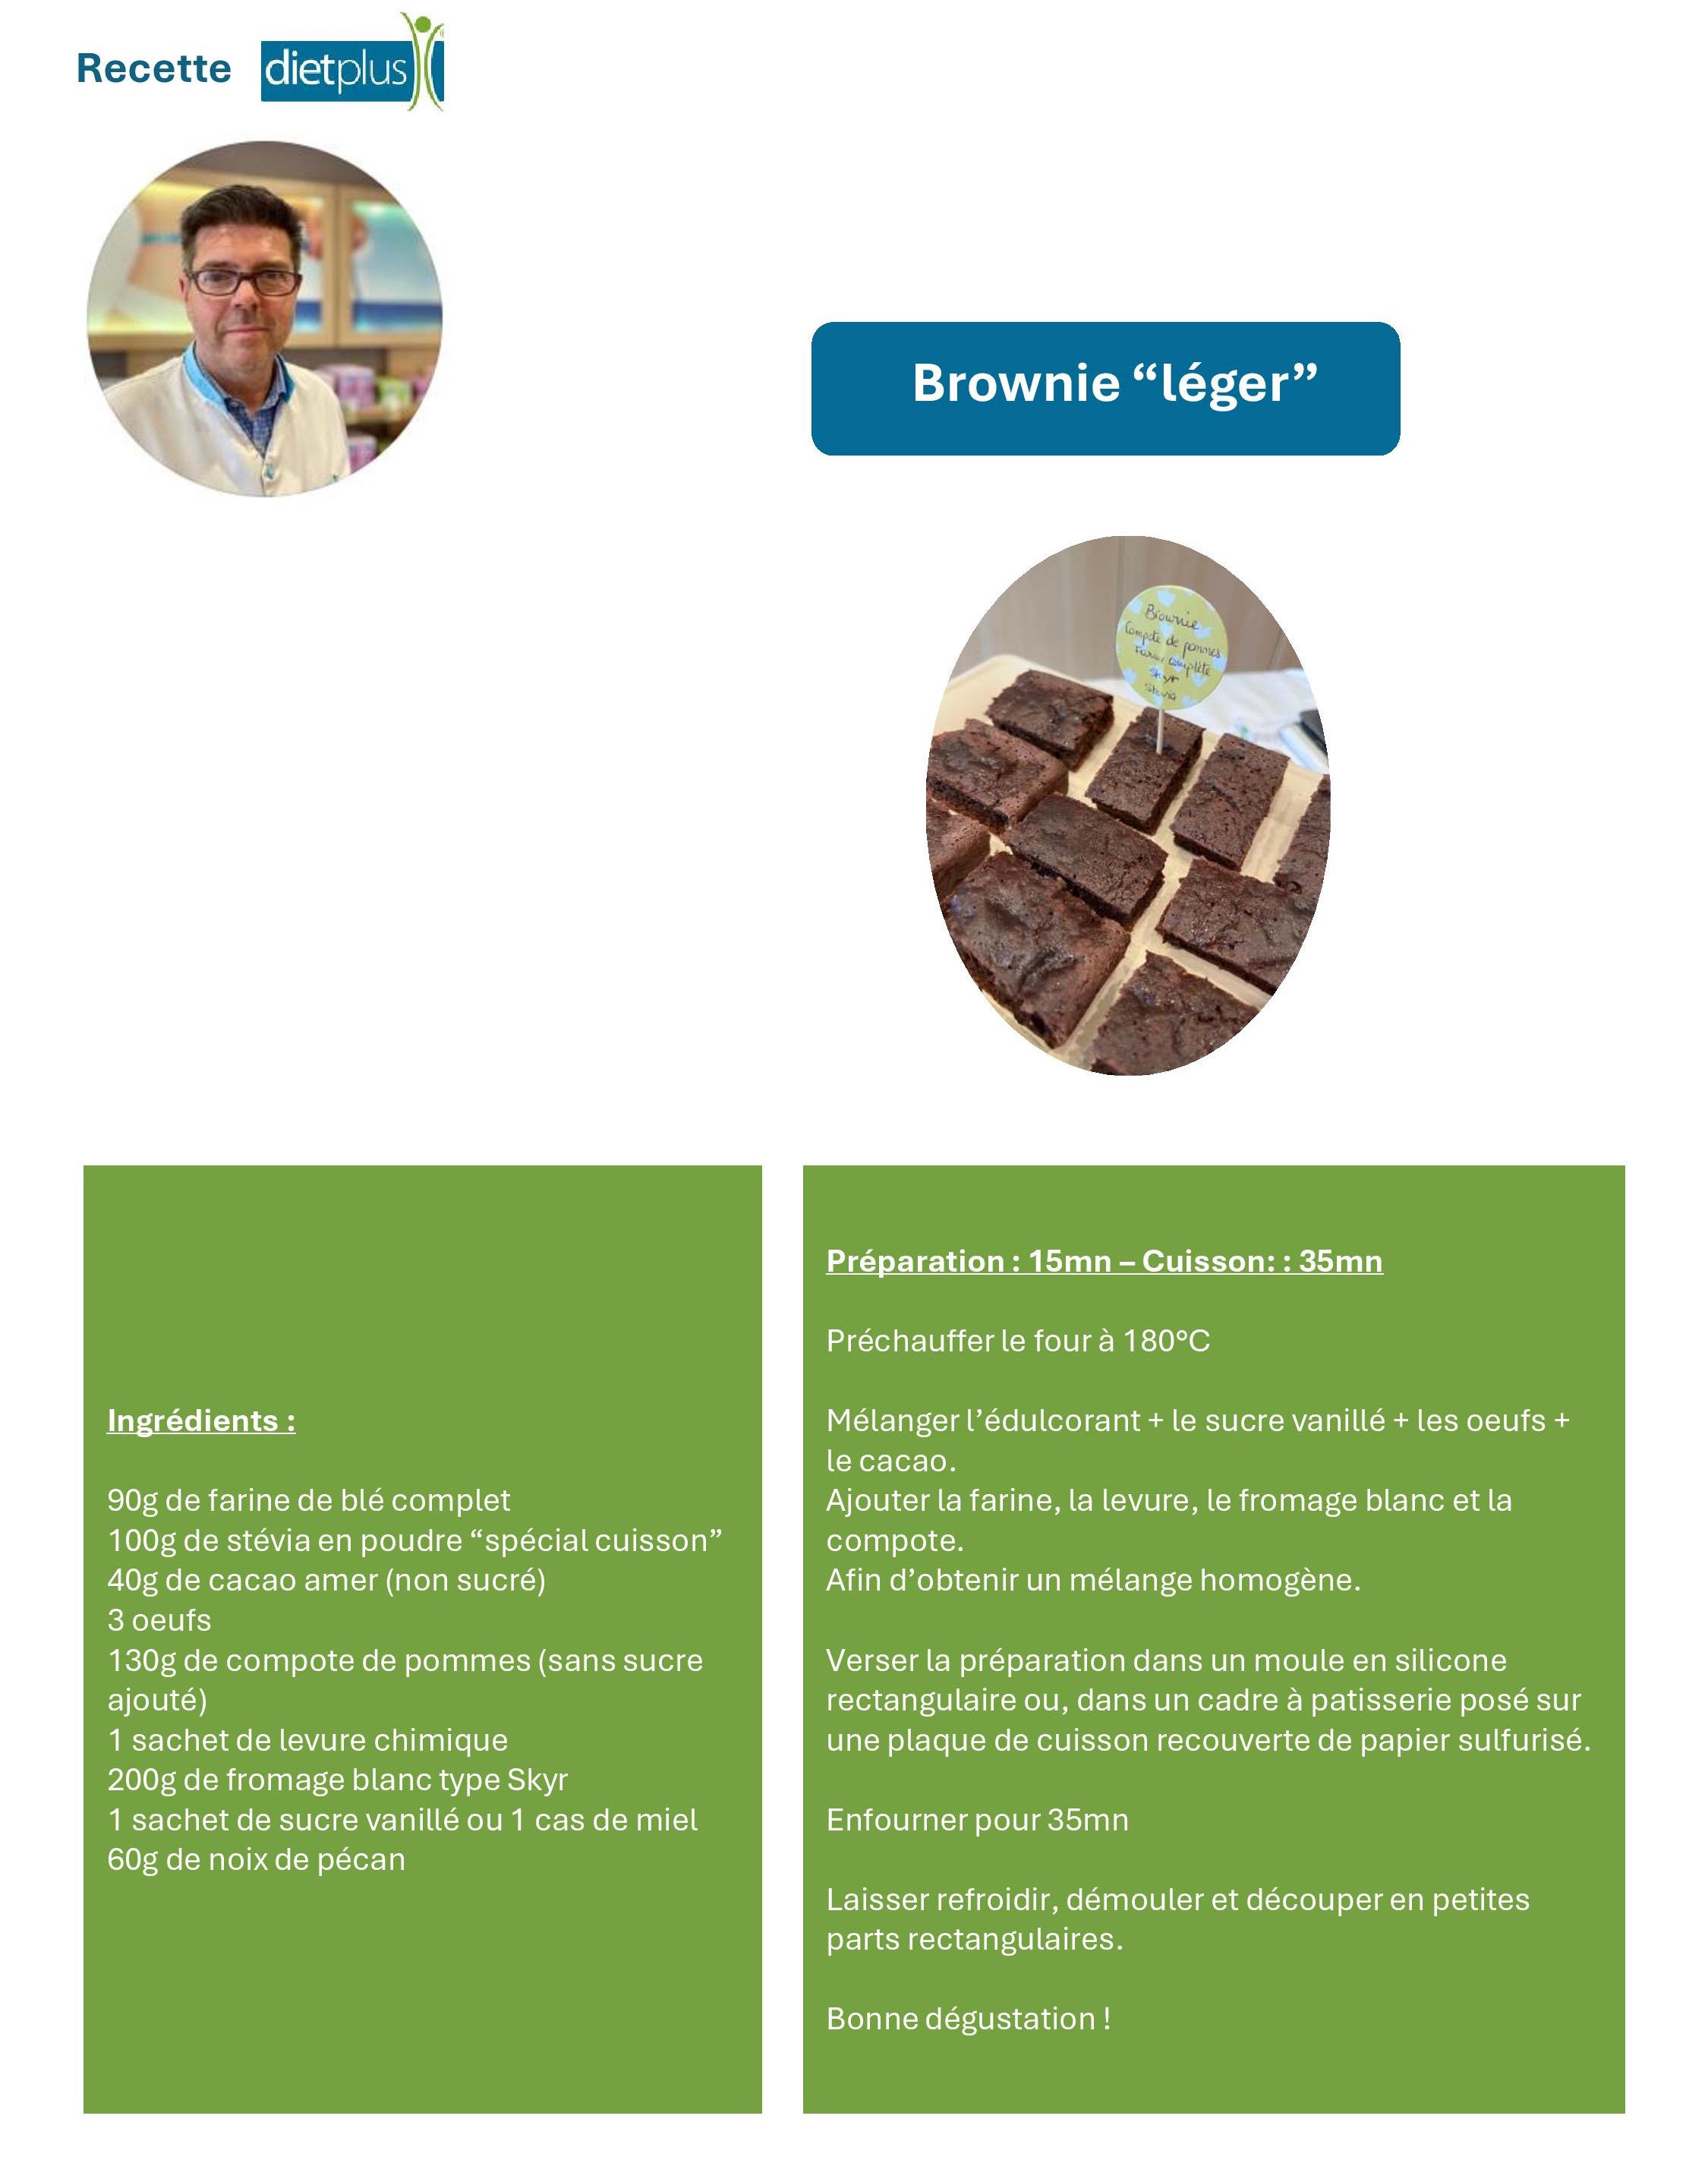 Recette
dietplus
Brownie “léger”
Brownie
Compote de pommes
Farine complète
Skyr
Stévia
Ingrédients :
90g de farine de blé complet
100g de stévia en poudre “spécial cuisson”
40g de cacao amer (non sucré)
3 oeufs
130g de compote de pommes (sans sucre
ajouté)
1 sachet de levure chimique
200g de fromage blanc type Skyr
1 sachet de sucre vanillé ou 1 cas de miel
60g de noix de pécan
Préparation : 15mn – Cuisson: : 35mn
Préchauffer le four à 180°C
Mélanger l’édulcorant + le sucre vanillé + les oeufs +
le cacao.
Ajouter la farine, la levure, le fromage blanc et la
compote.
Afin d’obtenir un mélange homogène.
Verser la préparation dans un moule en silicone
rectangulaire ou, dans un cadre à patisserie posé sur
une plaque de cuisson recouverte de papier sulfurisé.
Enfourner pour 35mn
Laisser refroidir, démouler et découper en petites
parts rectangulaires.
Bonne dégustation !